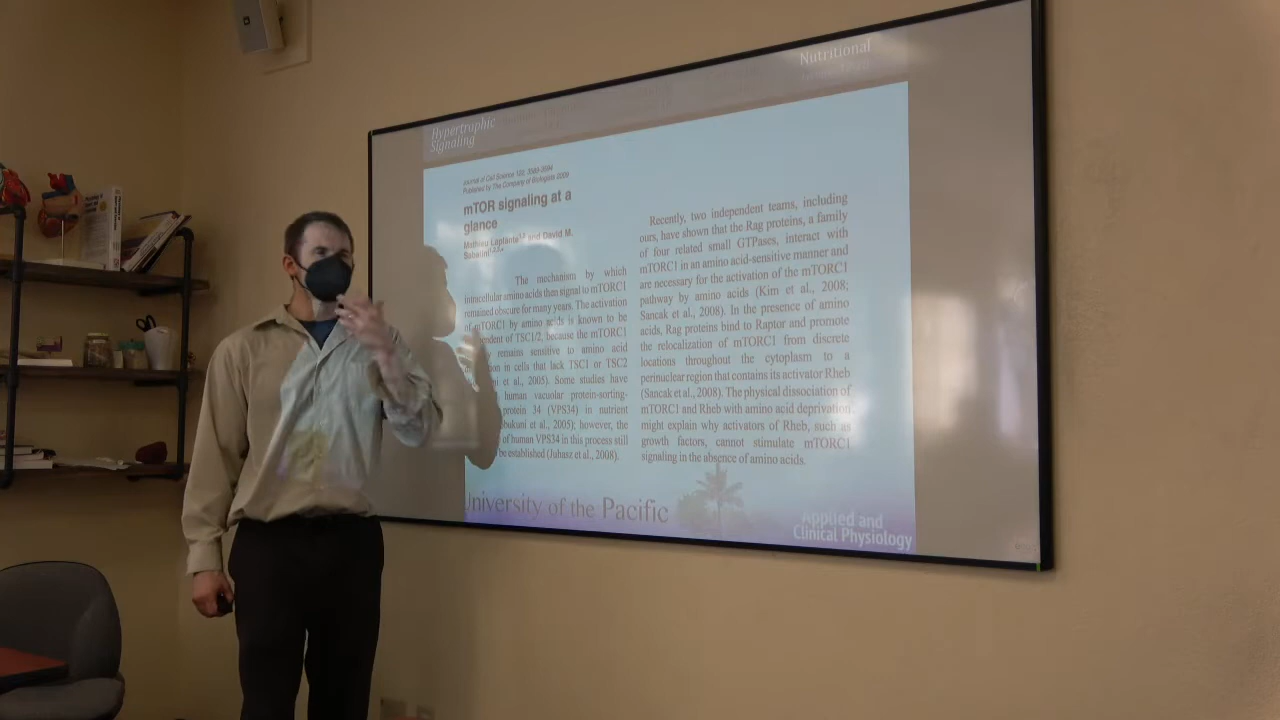 Nutritional
Hypertrophic
Signaling
Journal of Cell Science 122, 3589-3594
Published by The Company of Biologists 2009
mTOR signaling at a
glance
Mathieu Laplante and David M.
Sabatini
The mechanism by which
intracellular amino acids then signal to mTORC1
remained obscure for many years. The activation
of mTORC1 by amino acids is known to be
pendent of TSC1/2, because the mTORC1
y remains sensitive to amino acid
on in cells that lack TSC1 or TSC2
ni et al., 2005). Some studies have
human vacuolar protein-sorting-
protein 34 (VPS34) in nutrient
obukuni et al., 2005); however, the
of human VPS34 in this process still
be established (Juhasz et al., 2008).
Recently, two independent teams, including
ours, have shown that the Rag proteins, a family
of four related small GTPases, interact with
mTORC1 in an amino acid-sensitive manner and
are necessary for the activation of the mTORC1
pathway by amino acids (Kim et al., 2008;
Sancak et al., 2008). In the presence of amino
acids, Rag proteins bind to Raptor and promote
the relocalization of mTORC1 from discrete
locations throughout the cytoplasm to a
perinuclear region that contains its activator Rheb
(Sancak et al., 2008). The physical dissociation of
mTORC1 and Rheb with amino acid deprivation
might explain why activators of Rheb, such as
growth factors, cannot stimulate mTORC1
signaling in the absence of amino acids.
University of the Pacific
Applied and
Clinical Physiology